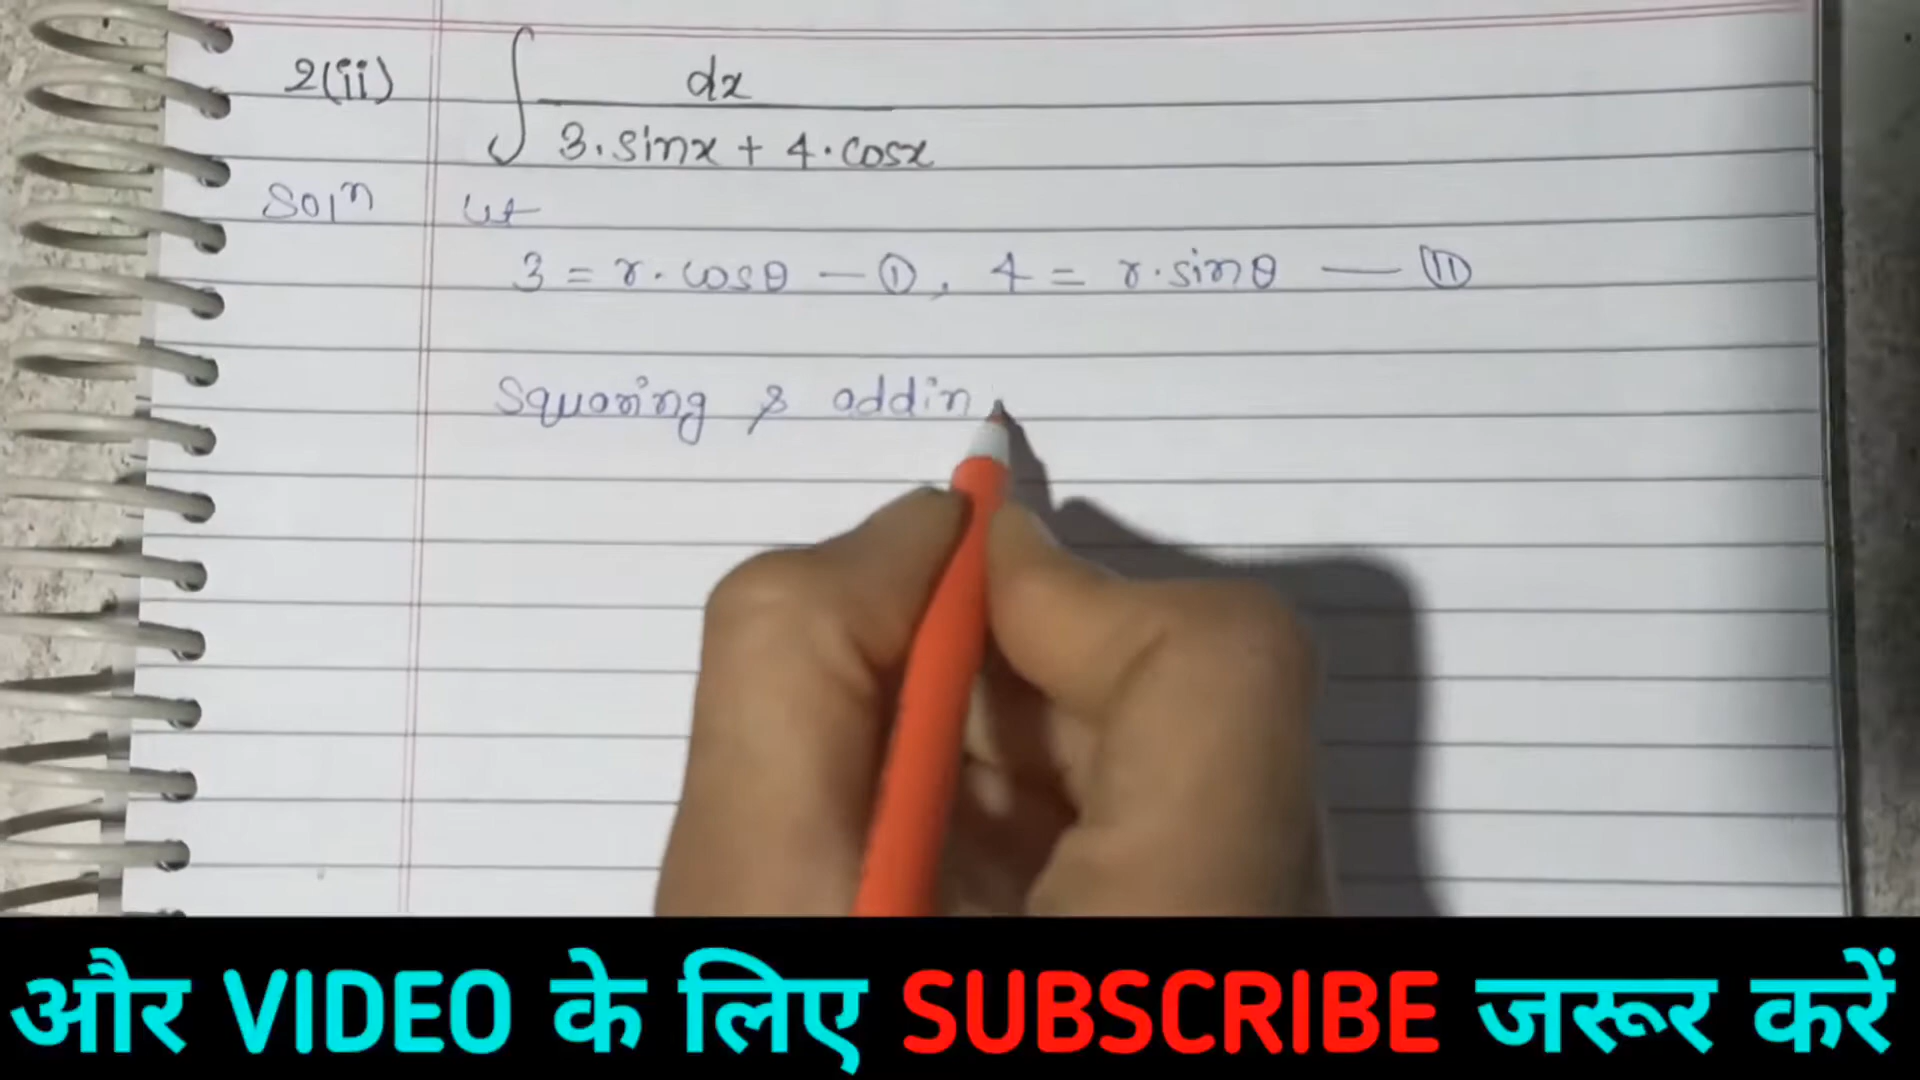 2(ii) ∫ dx
3.sinx + 4.cosx
Solⁿ let
3 = r.cosθ — ①, 4 = r.sinθ — ⑪
Squaring & addin
और VIDEO के लिए SUBSCRIBE जरूर करें